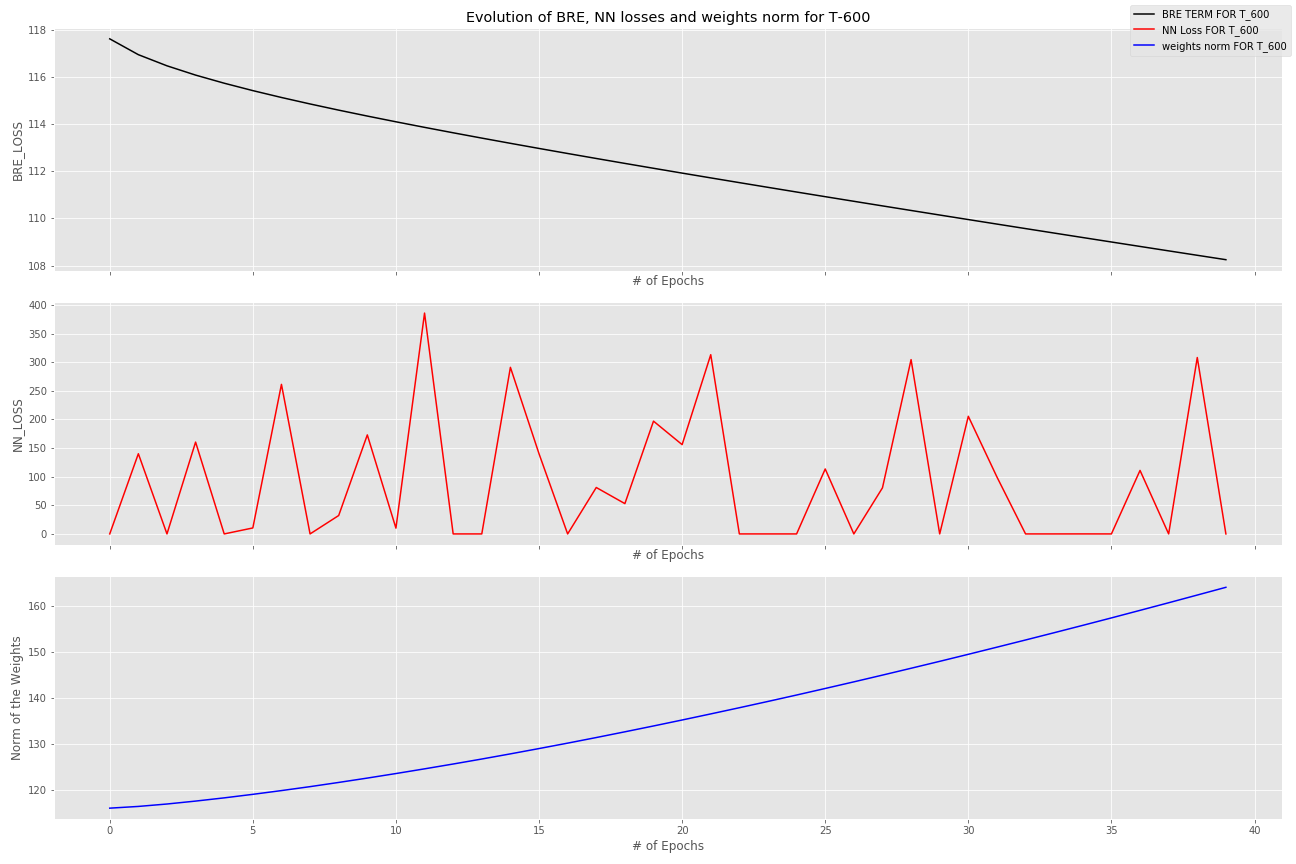 Evolution of BRE, NN losses and weights norm for T-600
BRE TERM FOR T_600
NN Loss FOR T_600
weights norm FOR T_600
BRE_LOSS
118
116
114
112
110
108
# of Epochs
NN_LOSS
400
350
300
250
200
150
100
50
0
# of Epochs
Norm of the Weights
160
150
140
130
120
0 5 10 15 20 25 30 35 40
# of Epochs